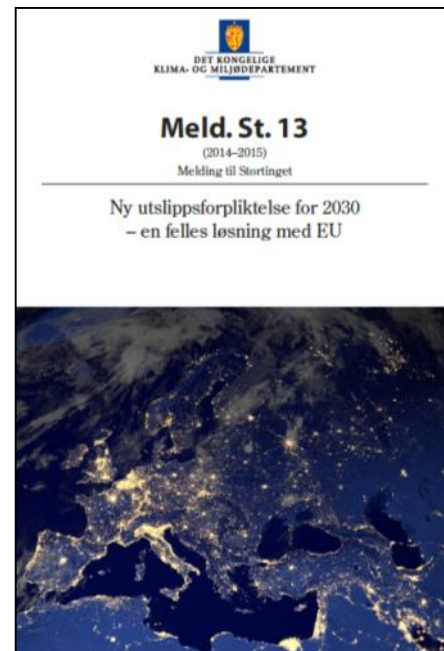 DET KONGELIGE
KLIMA- OG MILJØDEPARTEMENT
Meld. St. 13
(2014–2015)
Melding til Stortinget
Ny utslippsforpliktelse for 2030
– en felles løsning med EU